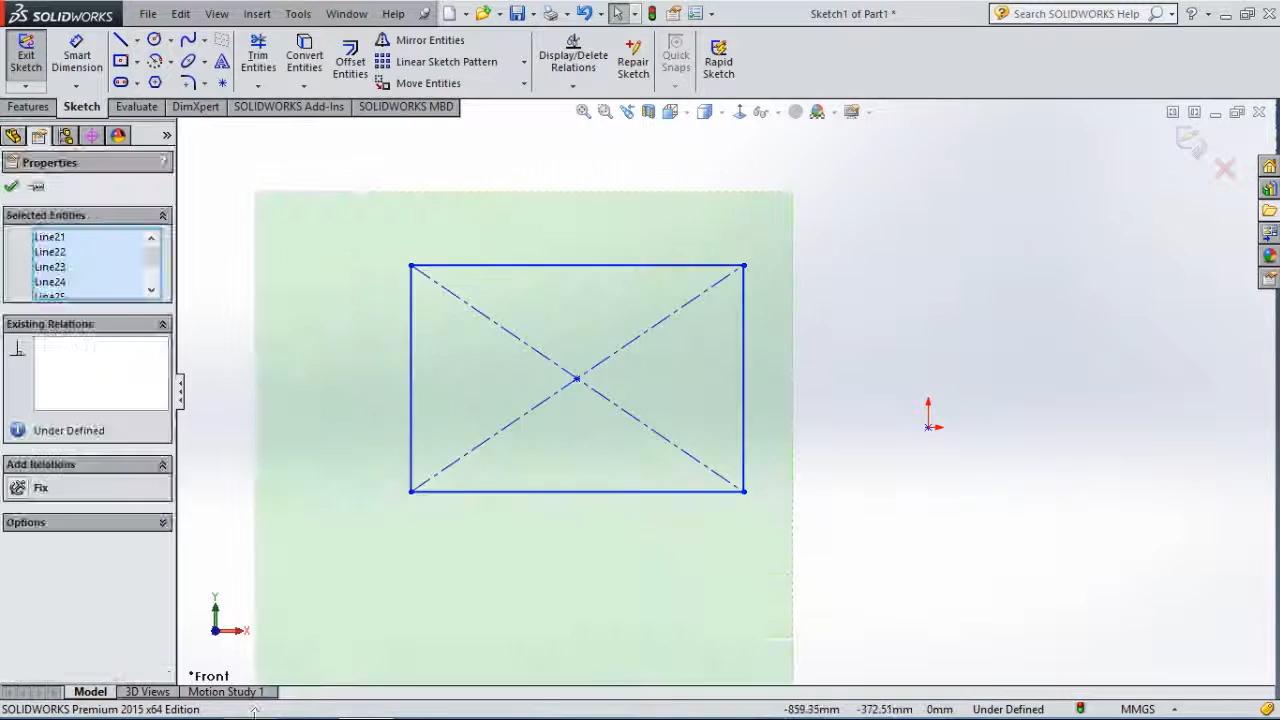 SOLIDWORKS File Edit View Insert Tools Window Help Sketch1 of Part1 * Search SOLIDWORKS Help
Exit Sketch
Smart Dimension
Trim Entities
Convert Entities
Offset Entities
Mirror Entities
Linear Sketch Pattern
Move Entities
Display/Delete Relations
Repair Sketch
Quick Snaps
Rapid Sketch
Features Sketch Evaluate DimXpert SOLIDWORKS Add-Ins SOLIDWORKS MBD
Properties ?
Selected Entities
Line21
Line22
Line23
Line24
Line25
Existing Relations
Under Defined
Add Relations
Fix
Options
Y
X
*Front
Model 3D Views Motion Study 1
SOLIDWORKS Premium 2015 x64 Edition -859.35mm -372.51mm 0mm Under Defined MMGS